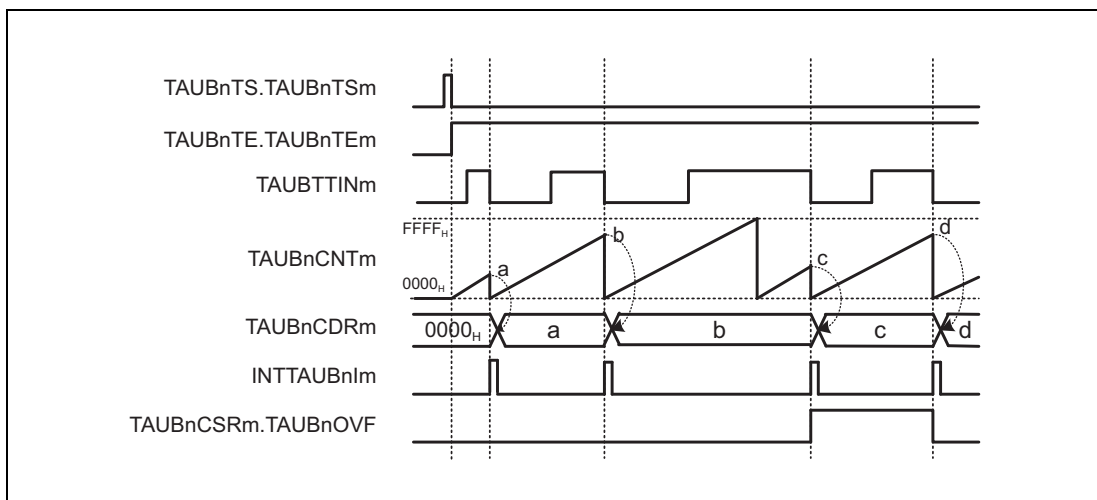 TAUBnTS.TAUBnTSm
TAUBnTE.TAUBnTEm
TAUBTTINm
FFFFH
TAUBnCNTm
0000H
a
b
c
d
TAUBnCDRm
0000H
a
b
c
d
INTTAUBnIm
TAUBnCSRm.TAUBnOVF